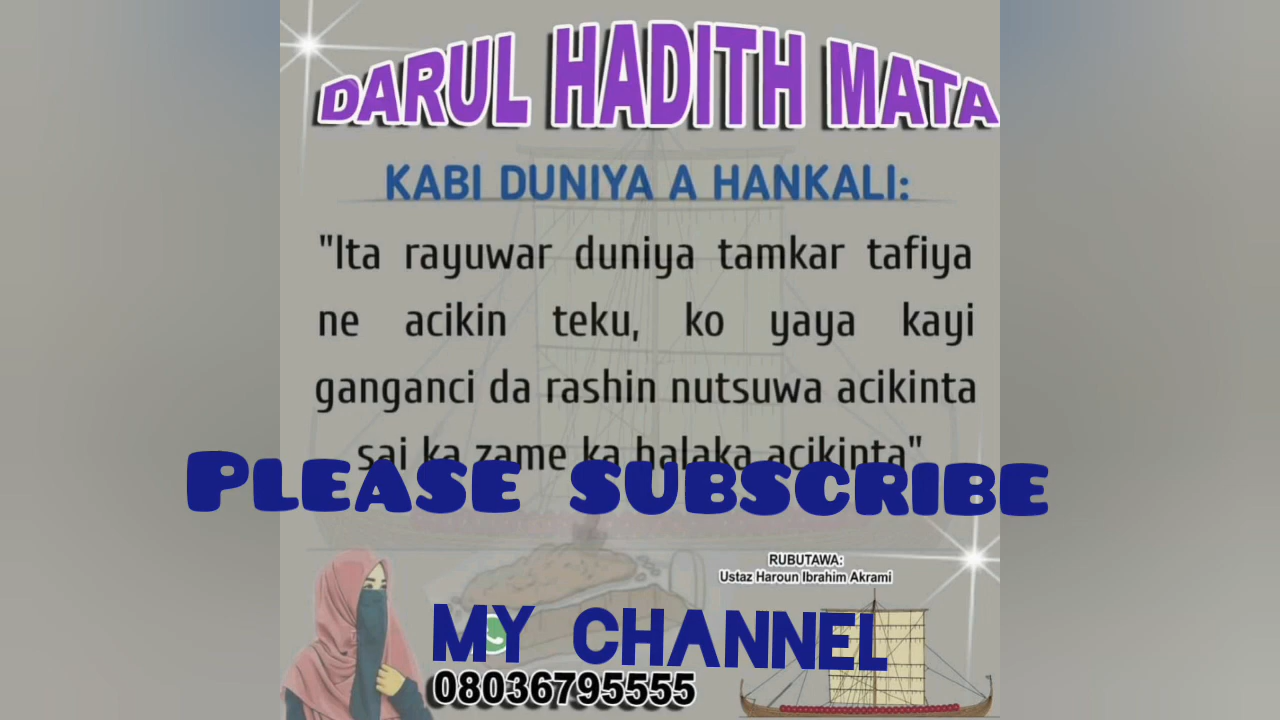 DARUL HADITH MATA
KABI DUNIYA A HANKALI:
"Ita rayuwar duniya tamkar tafiya
ne acikin teku, ko yaya kayi
ganganci da rashin nutsuwa acikinta
sai ka zame ka halaka acikinta"
PLEASE SUBSCRIBE
RUBUTAWA:
Ustaz Haroun Ibrahim Akrami
MY CHANNEL
08036795555